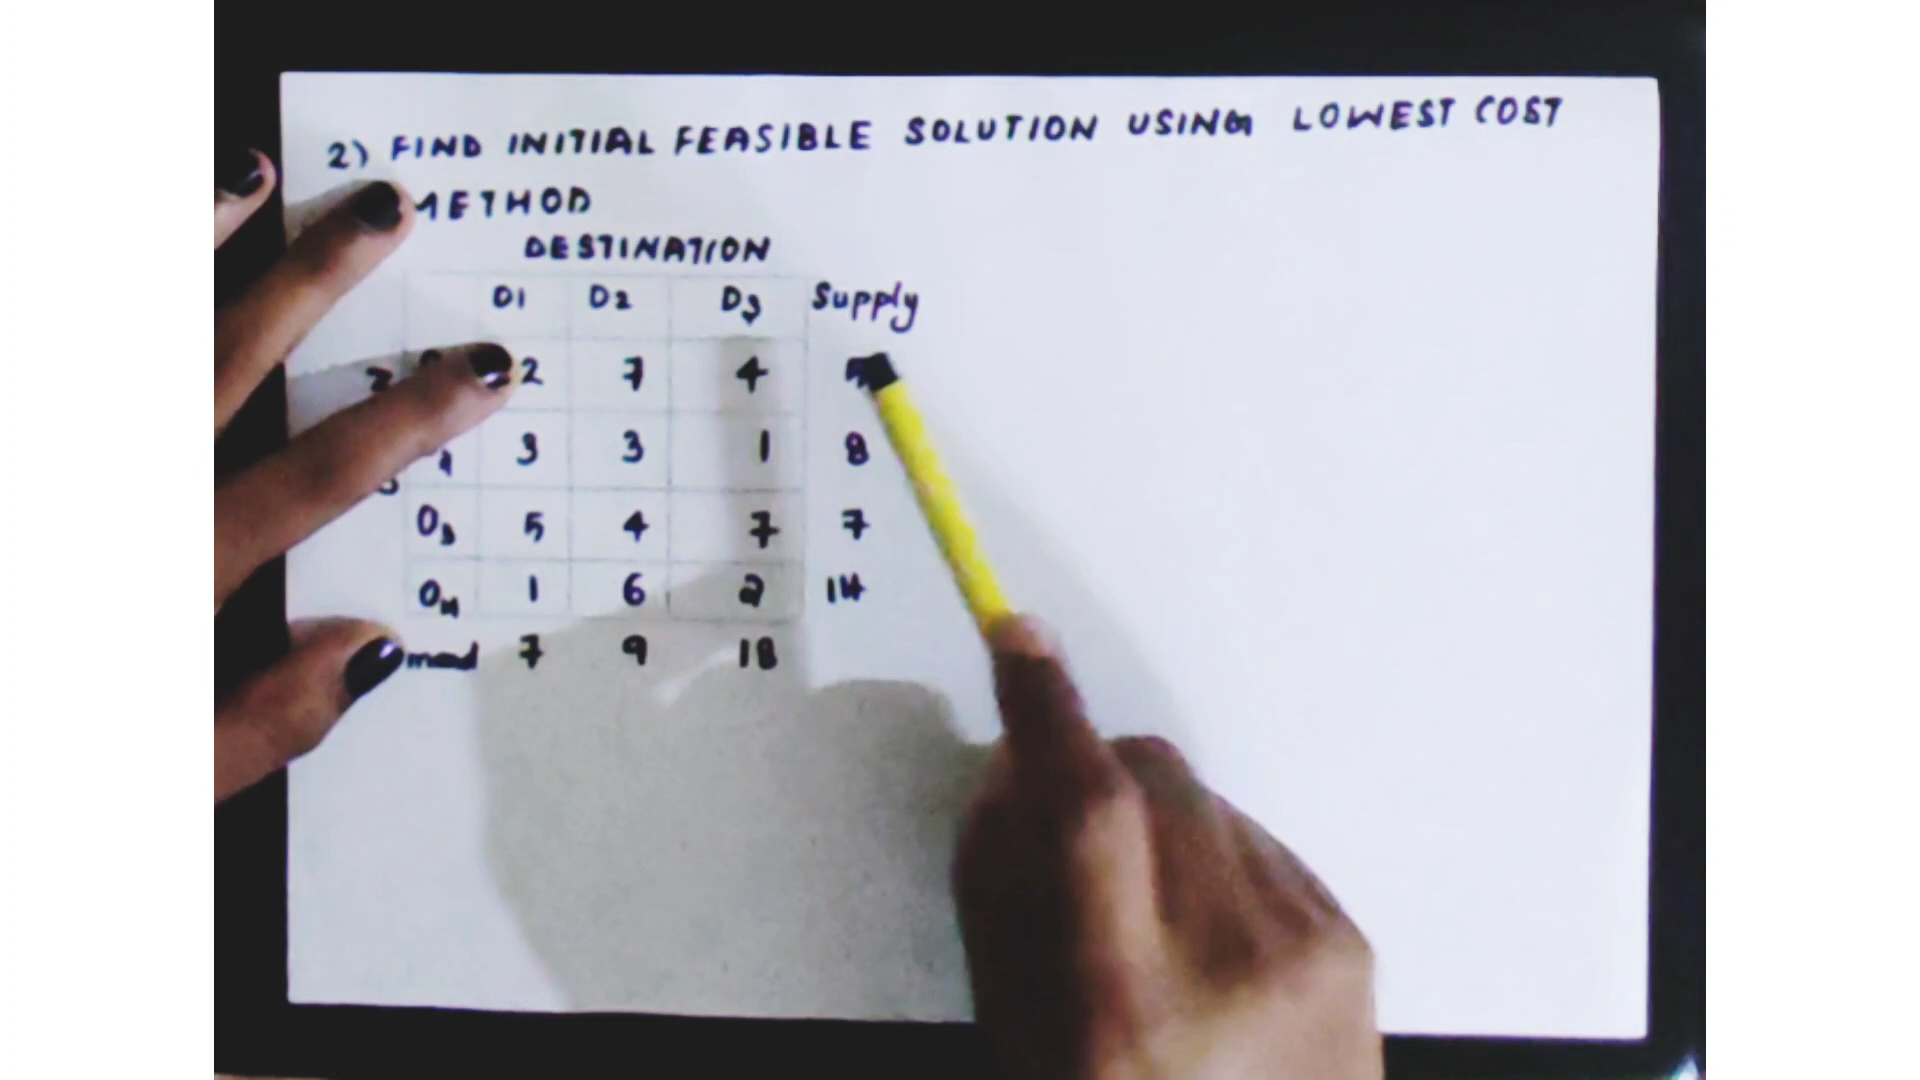 2) FIND INITIAL FEASIBLE SOLUTION USING LOWEST COST
METHOD
DESTINATION
D1 D2 D3 Supply
2 7 4
3 3 1 8
O3 5 4 7 7
O4 1 6 2 14
7 9 18